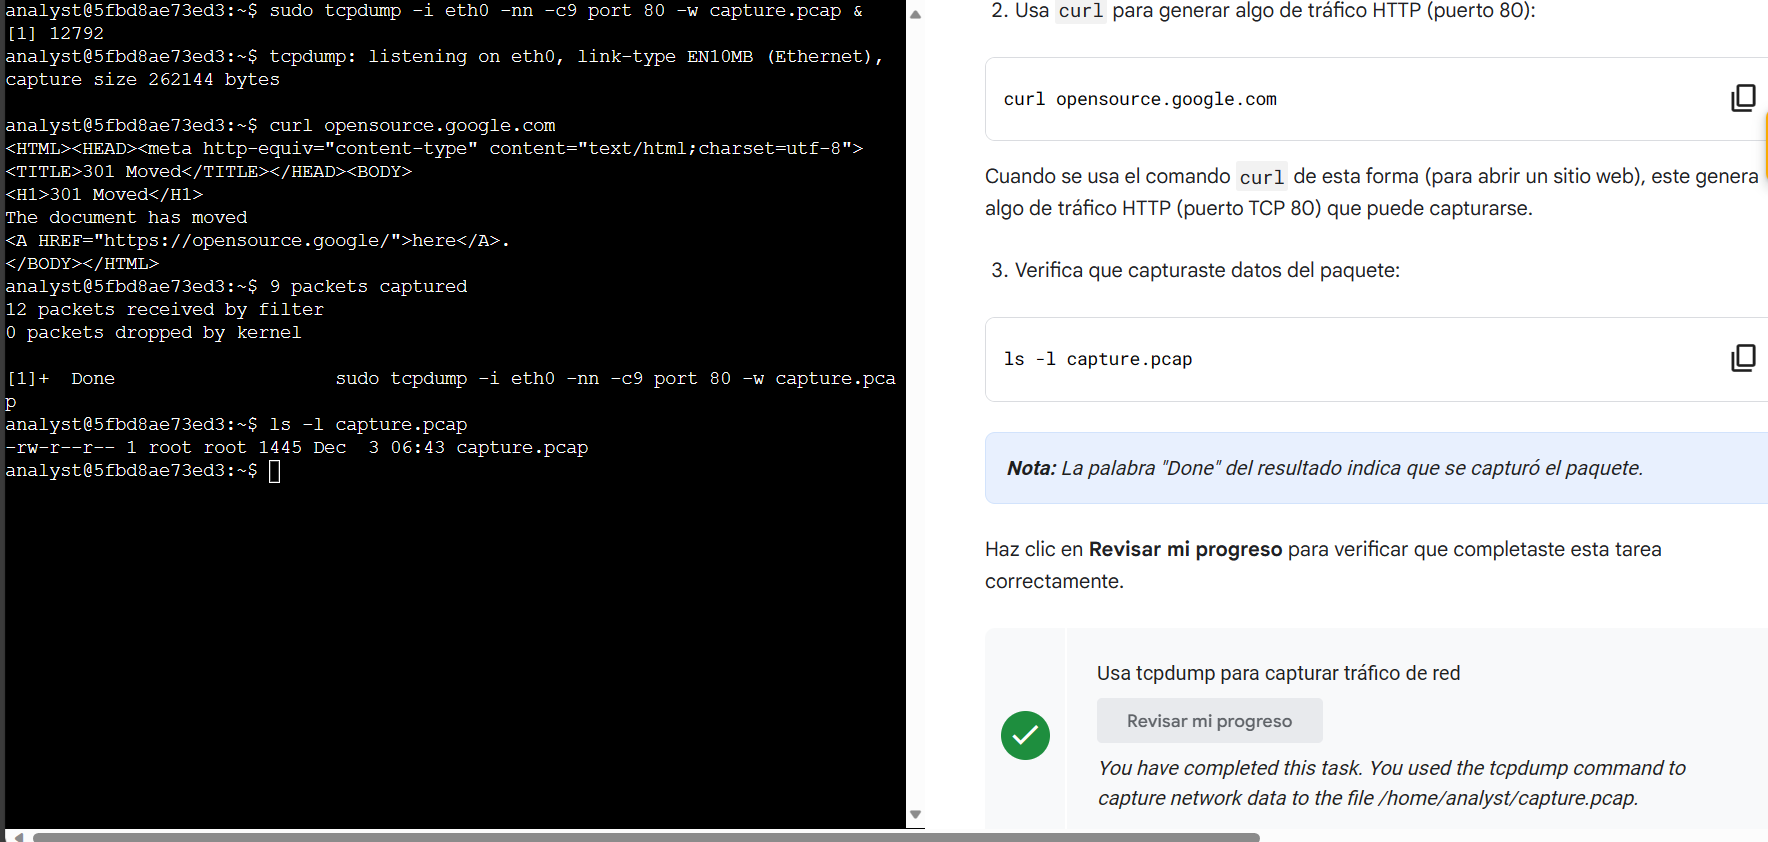 analyst@5fbd8ae73ed3:~$ sudo tcpdump -i eth0 -nn -c9 port 80 -w capture.pcap &
[1] 12792
analyst@5fbd8ae73ed3:~$ tcpdump: listening on eth0, link-type EN10MB (Ethernet),
capture size 262144 bytes
analyst@5fbd8ae73ed3:~$ curl opensource.google.com
<HTML><HEAD><meta http-equiv="content-type" content="text/html;charset=utf-8">
<TITLE>301 Moved</TITLE></HEAD><BODY>
<H1>301 Moved</H1>
The document has moved
<A HREF="https://opensource.google/">here</A>.
</BODY></HTML>
analyst@5fbd8ae73ed3:~$ 9 packets captured
12 packets received by filter
0 packets dropped by kernel
[1]+  Done                    sudo tcpdump -i eth0 -nn -c9 port 80 -w capture.pca
p
analyst@5fbd8ae73ed3:~$ ls -l capture.pcap
-rw-r--r-- 1 root root 1445 Dec  3 06:43 capture.pcap
analyst@5fbd8ae73ed3:~$
2. Usa curl para generar algo de tráfico HTTP (puerto 80):
curl opensource.google.com
Cuando se usa el comando curl de esta forma (para abrir un sitio web), este genera
algo de tráfico HTTP (puerto TCP 80) que puede capturarse.
3. Verifica que capturaste datos del paquete:
ls -l capture.pcap
Nota: La palabra "Done" del resultado indica que se capturó el paquete.
Haz clic en Revisar mi progreso para verificar que completaste esta tarea
correctamente.
Usa tcpdump para capturar tráfico de red
Revisar mi progreso
You have completed this task. You used the tcpdump command to
capture network data to the file /home/analyst/capture.pcap.